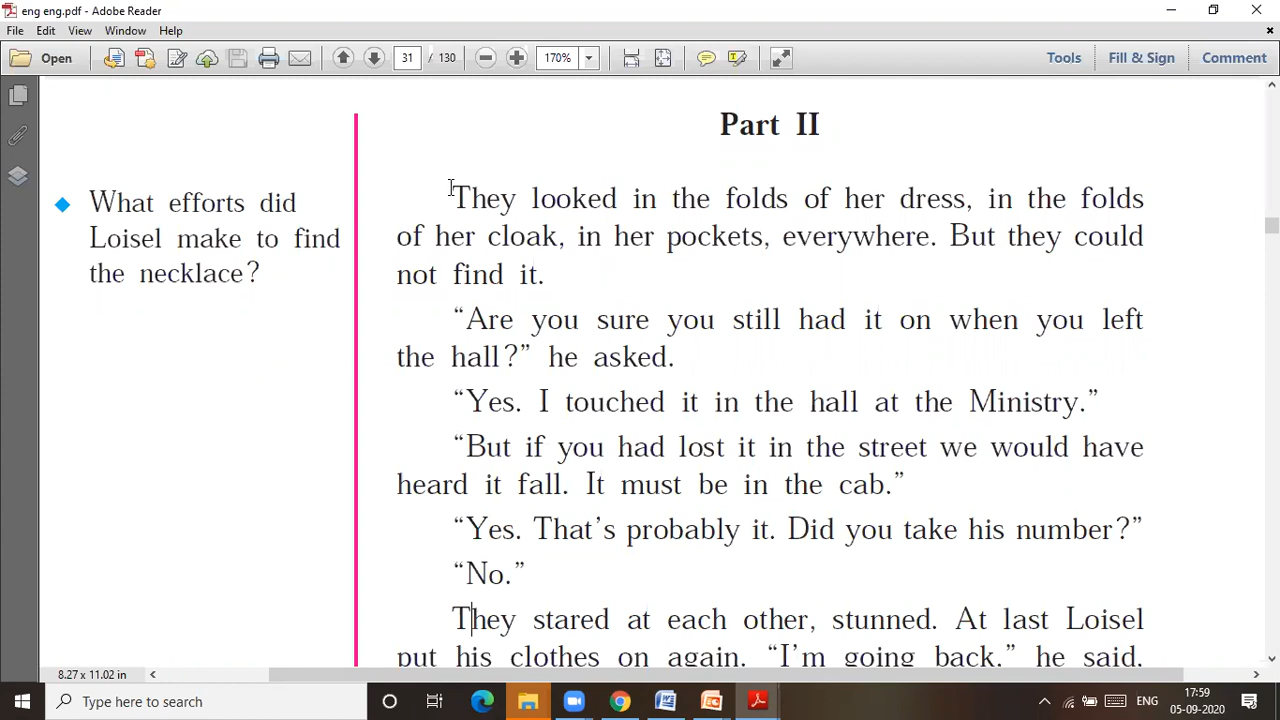 eng eng.pdf - Adobe Reader
File Edit View Window Help
Open 31 / 130 170% Tools Fill & Sign Comment
Part II
What efforts did
Loisel make to find
the necklace?
They looked in the folds of her dress, in the folds
of her cloak, in her pockets, everywhere. But they could
not find it.
“Are you sure you still had it on when you left
the hall?” he asked.
“Yes. I touched it in the hall at the Ministry.”
“But if you had lost it in the street we would have
heard it fall. It must be in the cab.”
“Yes. That’s probably it. Did you take his number?”
“No.”
They stared at each other, stunned. At last Loisel
put his clothes on again. “I’m going back,” he said,
8.27 x 11.02 in
Type here to search
ENG
17:59
05-09-2020